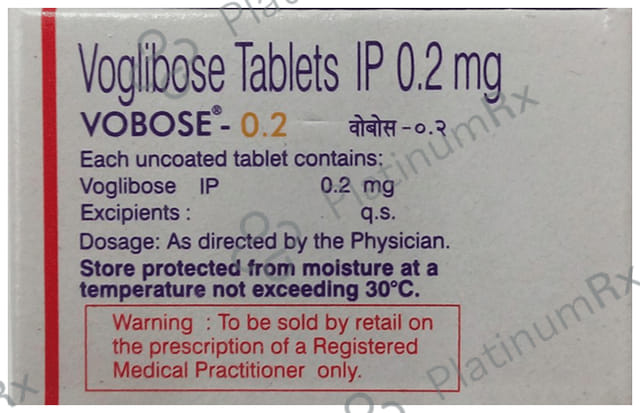 Voglibose Tablets IP 0.2 mg
VOBOSE®- 0.2 वोबोस -०.२
Each uncoated tablet contains:
Voglibose IP 0.2 mg
Excipients : q.s.
Dosage: As directed by the Physician.
Store protected from moisture at a
temperature not exceeding 30°C.
Warning : To be sold by retail on
the prescription of a Registered
Medical Practitioner only.
PlatinumRx
PlatinumRx
PlatinumRx
Rx